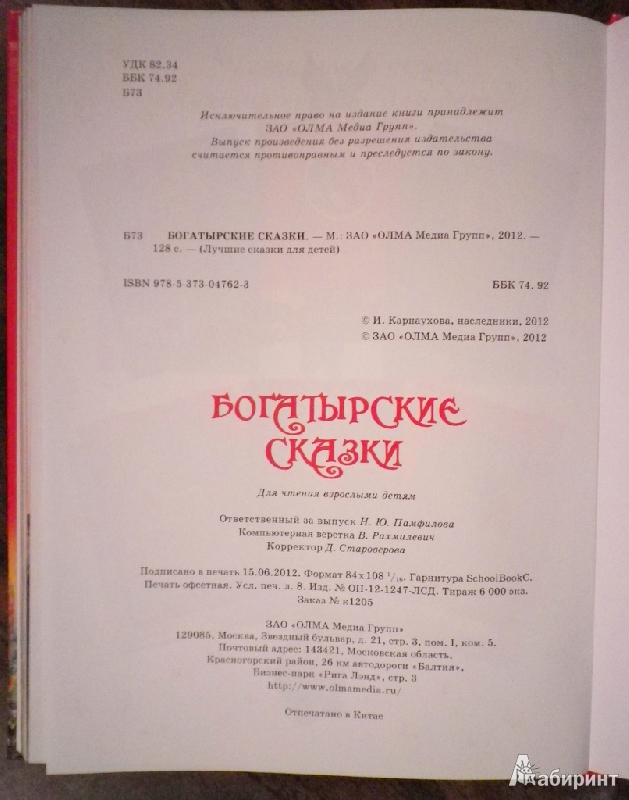 УДК 82.34
ББК 74.92
Б73
Исключительное право на издание книги принадлежит
ЗАО «ОЛМА Медиа Групп».
Выпуск произведения без разрешения издательства
считается противоправным и преследуется по закону.
Б73 БОГАТЫРСКИЕ СКАЗКИ. — М.: ЗАО «ОЛМА Медиа Групп», 2012. —
128 с. — (Лучшие сказки для детей)
ISBN 978-5-373-04762-3 ББК 74.92
© И. Карнаухова, наследники, 2012
© ЗАО «ОЛМА Медиа Групп», 2012
БОГАТЫРСКИЕ
СКАЗКИ
Для чтения взрослыми детям
Ответственный за выпуск Н. Ю. Памфилова
Компьютерная верстка В. Рахмилевич
Корректор Д. Староверова
Подписано в печать 15.06.2012. Формат 84x108 1/16. Гарнитура SchoolBookC.
Печать офсетная. Усл. печ. л. 8. Изд. № ОП-12-1247-ЛСД. Тираж 6 000 экз.
Заказ № к1205
ЗАО «ОЛМА Медиа Групп»
129085, Москва, Звездный бульвар, д. 21, стр. 3, пом. I, ком. 5.
Почтовый адрес: 143421, Московская область,
Красногорский район, 26 км автодороги «Балтия»,
Бизнес-парк «Рига Лэнд», стр. 3
http://www.olmamedia.ru/
Отпечатано в Китае
Лабиринт